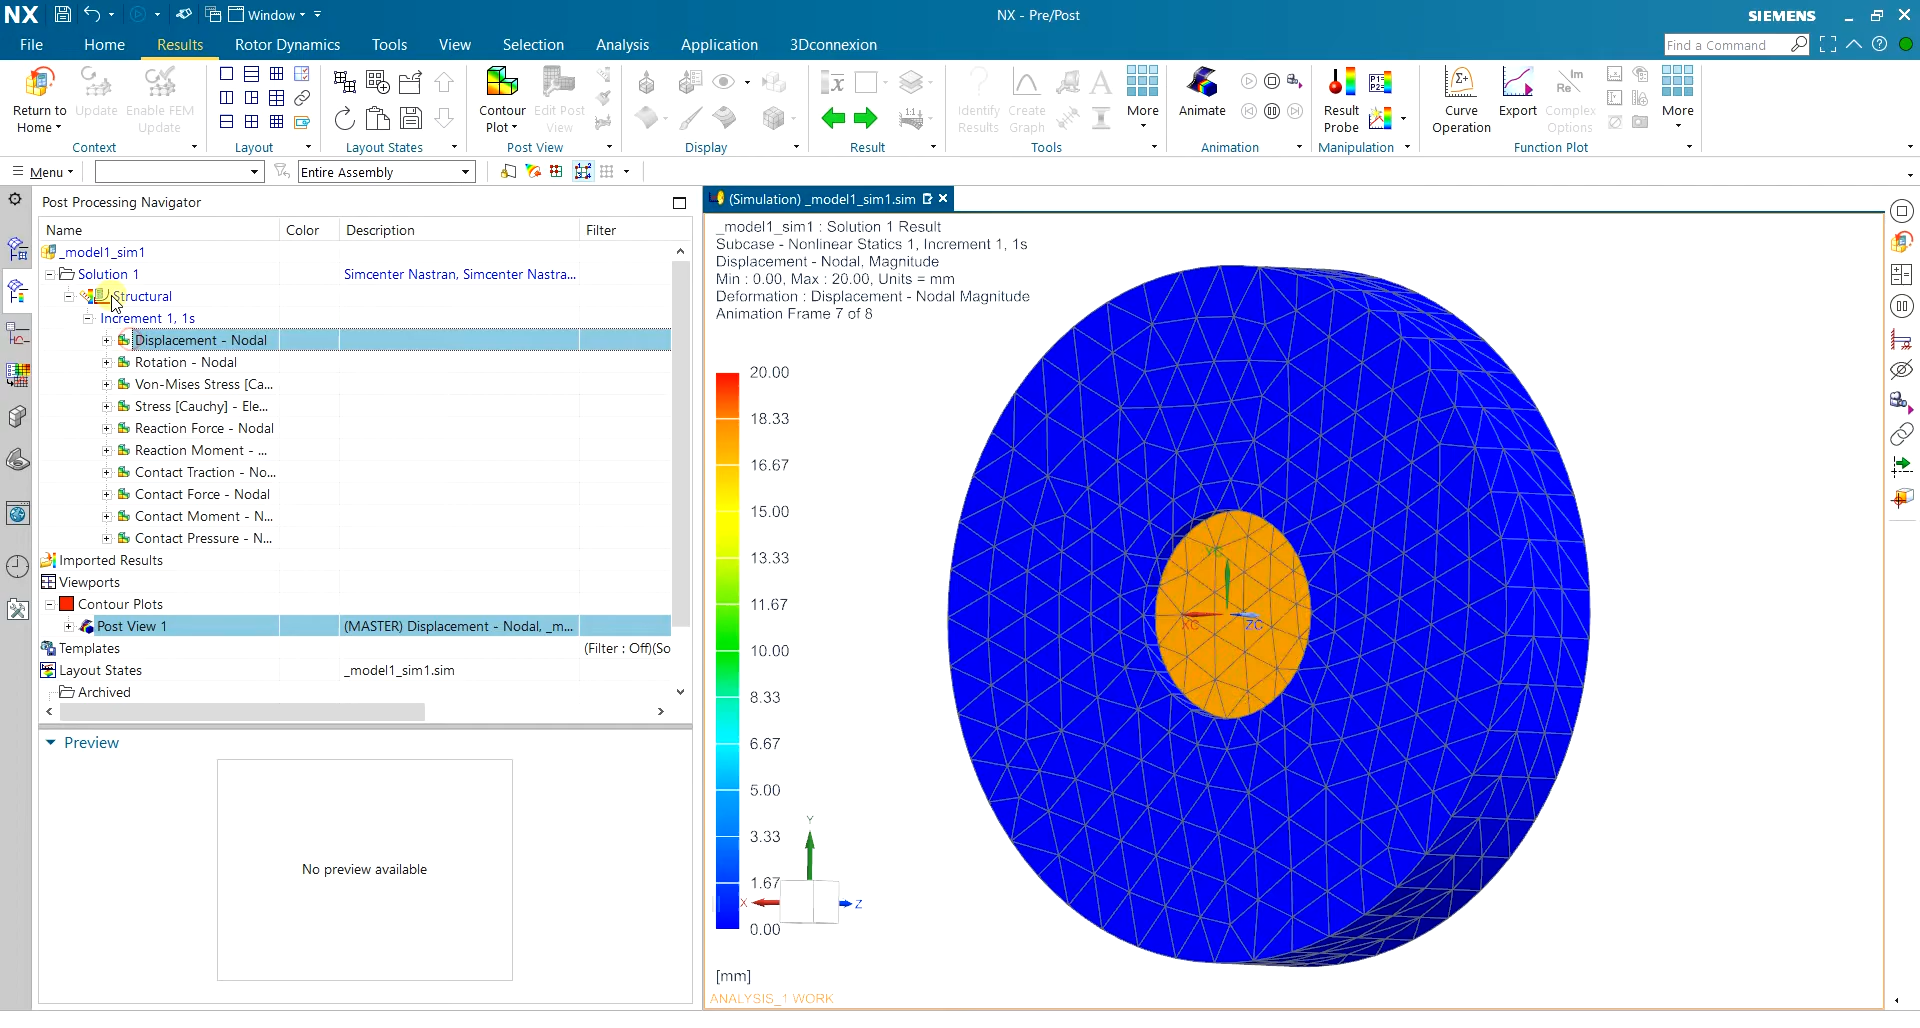 NX
Window
NX - Pre/Post
SIEMENS
File
Home
Results
Rotor Dynamics
Tools
View
Selection
Analysis
Application
3Dconnexion
Find a Command
Return to Home
Update
Enable FEM Update
Contour Plot
Edit Post View
1:1
Identify Results
Create Graph
More
Animate
Result Probe
P1=
P2=
Curve Operation
Export
Im
Re
Complex Options
More
Context
Layout
Layout States
Post View
Display
Result
Tools
Animation
Manipulation
Function Plot
Menu
Entire Assembly
Post Processing Navigator
(Simulation) _model1_sim1.sim
Name
Color
Description
Filter
_model1_sim1
Solution 1
Simcenter Nastran, Simcenter Nastra...
Structural
Increment 1, 1s
Displacement - Nodal
Rotation - Nodal
Von-Mises Stress [Ca...
Stress [Cauchy] - Ele...
Reaction Force - Nodal
Reaction Moment - ...
Contact Traction - No...
Contact Force - Nodal
Contact Moment - N...
Contact Pressure - N...
Imported Results
Viewports
Contour Plots
Post View 1
(MASTER) Displacement - Nodal, _m...
Templates
(Filter : Off)(So
Layout States
_model1_sim1.sim
Archived
Preview
No preview available
_model1_sim1 : Solution 1 Result
Subcase - Nonlinear Statics 1, Increment 1, 1s
Displacement - Nodal, Magnitude
Min : 0.00, Max : 20.00, Units = mm
Deformation : Displacement - Nodal Magnitude
Animation Frame 7 of 8
20.00
18.33
16.67
15.00
13.33
11.67
10.00
8.33
6.67
5.00
3.33
1.67
0.00
[mm]
Y
X
Z
YC
XC
ZC
ANALYSIS_1 WORK